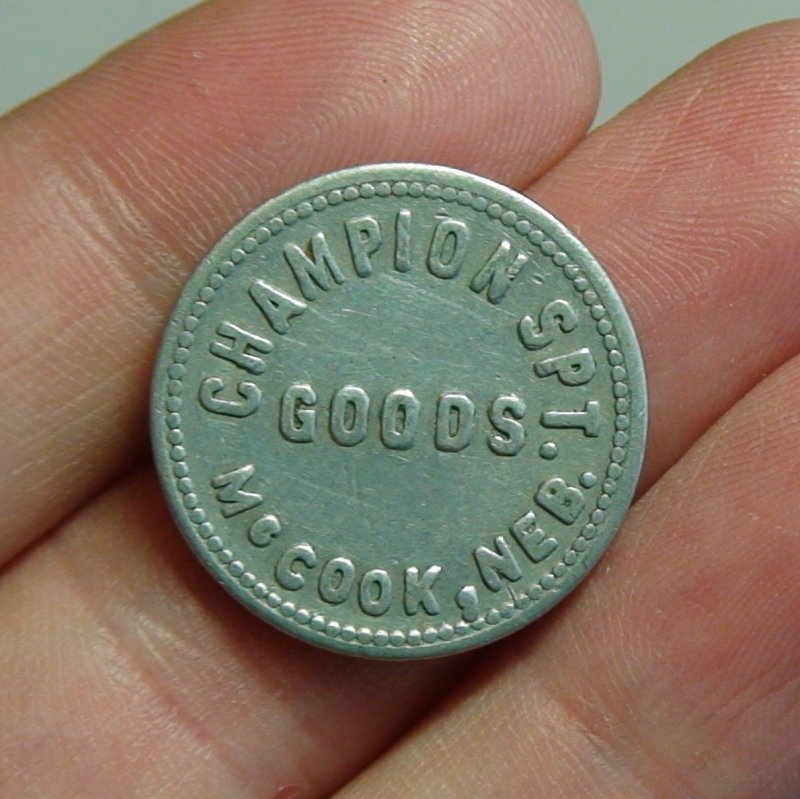 CHAMPION SPT.
GOODS.
McCOOK, NEB.